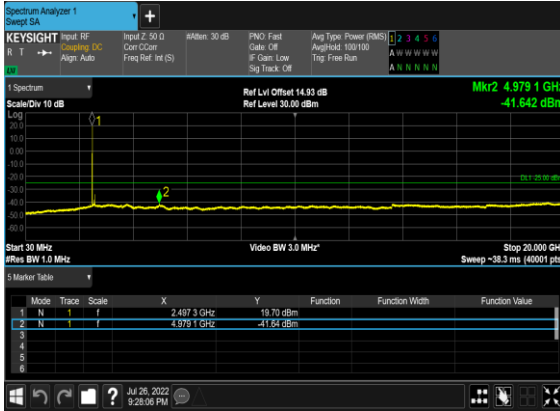 Spectrum Analyzer 1
Swept SA
+
KEYSIGHT Input: RF Input Z: 50 Ω #Atten: 30 dB PNO: Fast Avg Type: Power (RMS) 1 2 3 4 5 6
R T Coupling: DC Corr CCorr Gate: Off Avg|Hold: 100/100 A W W W W W
Align: Auto Freq Ref: Int (S) IF Gain: Low Trig: Free Run
Sig Track: Off A N N N N N
1 Spectrum Ref Lvl Offset 14.93 dB Mkr2 4.979 1 GHz
Scale/Div 10 dB Ref Level 30.00 dBm -41.642 dBm
Log
20.0
10.0
0.00
-10.0
-20.0
-30.0
-40.0
-50.0
-60.0
1
2
DL1 -25.00 dBm
Start 30 MHz Video BW 3.0 MHz* Stop 20.000 GH
#Res BW 1.0 MHz Sweep ~38.3 ms (40001 pts
5 Marker Table
Mode Trace Scale X Y Function Function Width Function Value
1 N 1 f 2.497 3 GHz 19.70 dBm
2 N 1 f 4.979 1 GHz -41.64 dBm
3
4
5
6
? Jul 26, 2022
9:28:06 PM